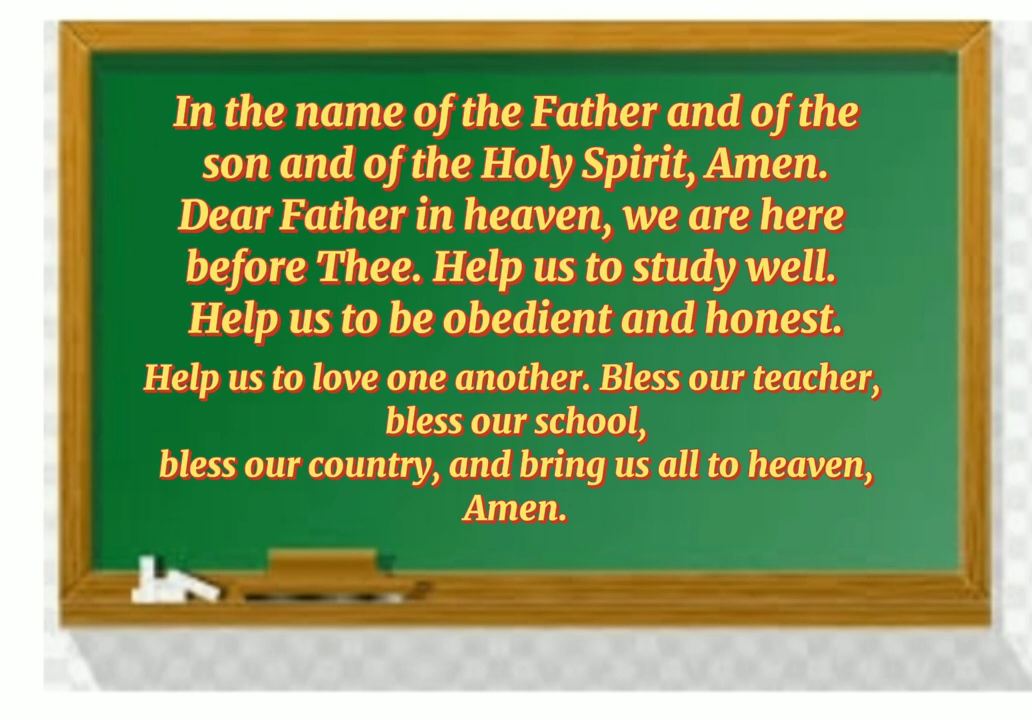 In the name of the Father and of the
son and of the Holy Spirit, Amen.
Dear Father in heaven, we are here
before Thee. Help us to study well.
Help us to be obedient and honest.
Help us to love one another. Bless our teacher,
bless our school,
bless our country, and bring us all to heaven,
Amen.